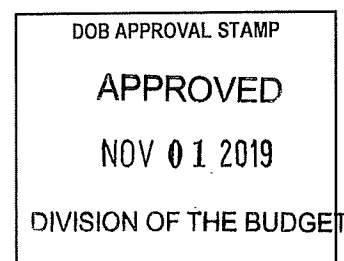 DOB APPROVAL STAMP
APPROVED
NOV 01 2019
DIVISION OF THE BUDGET